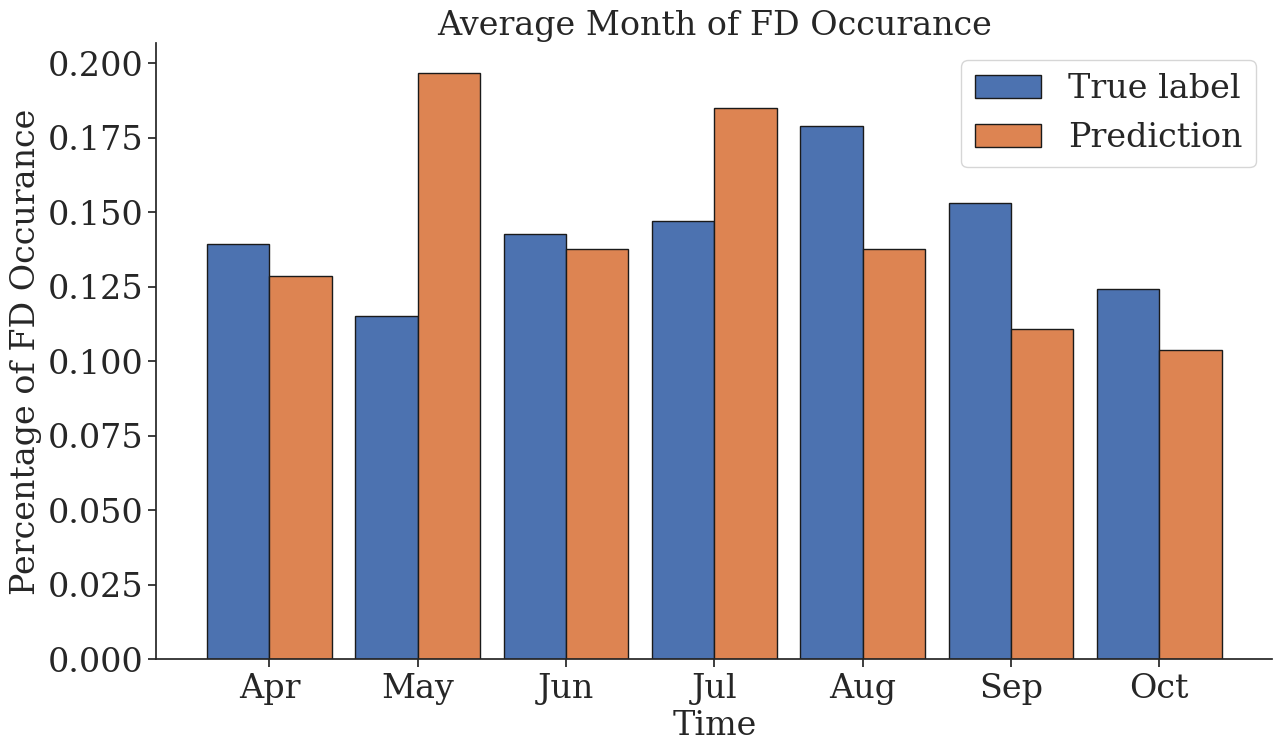 Average Month of FD Occurance
True label
Prediction
Percentage of FD Occurance
0.200
0.175
0.150
0.125
0.100
0.075
0.050
0.025
0.000
Apr May Jun Jul Aug Sep Oct
Time